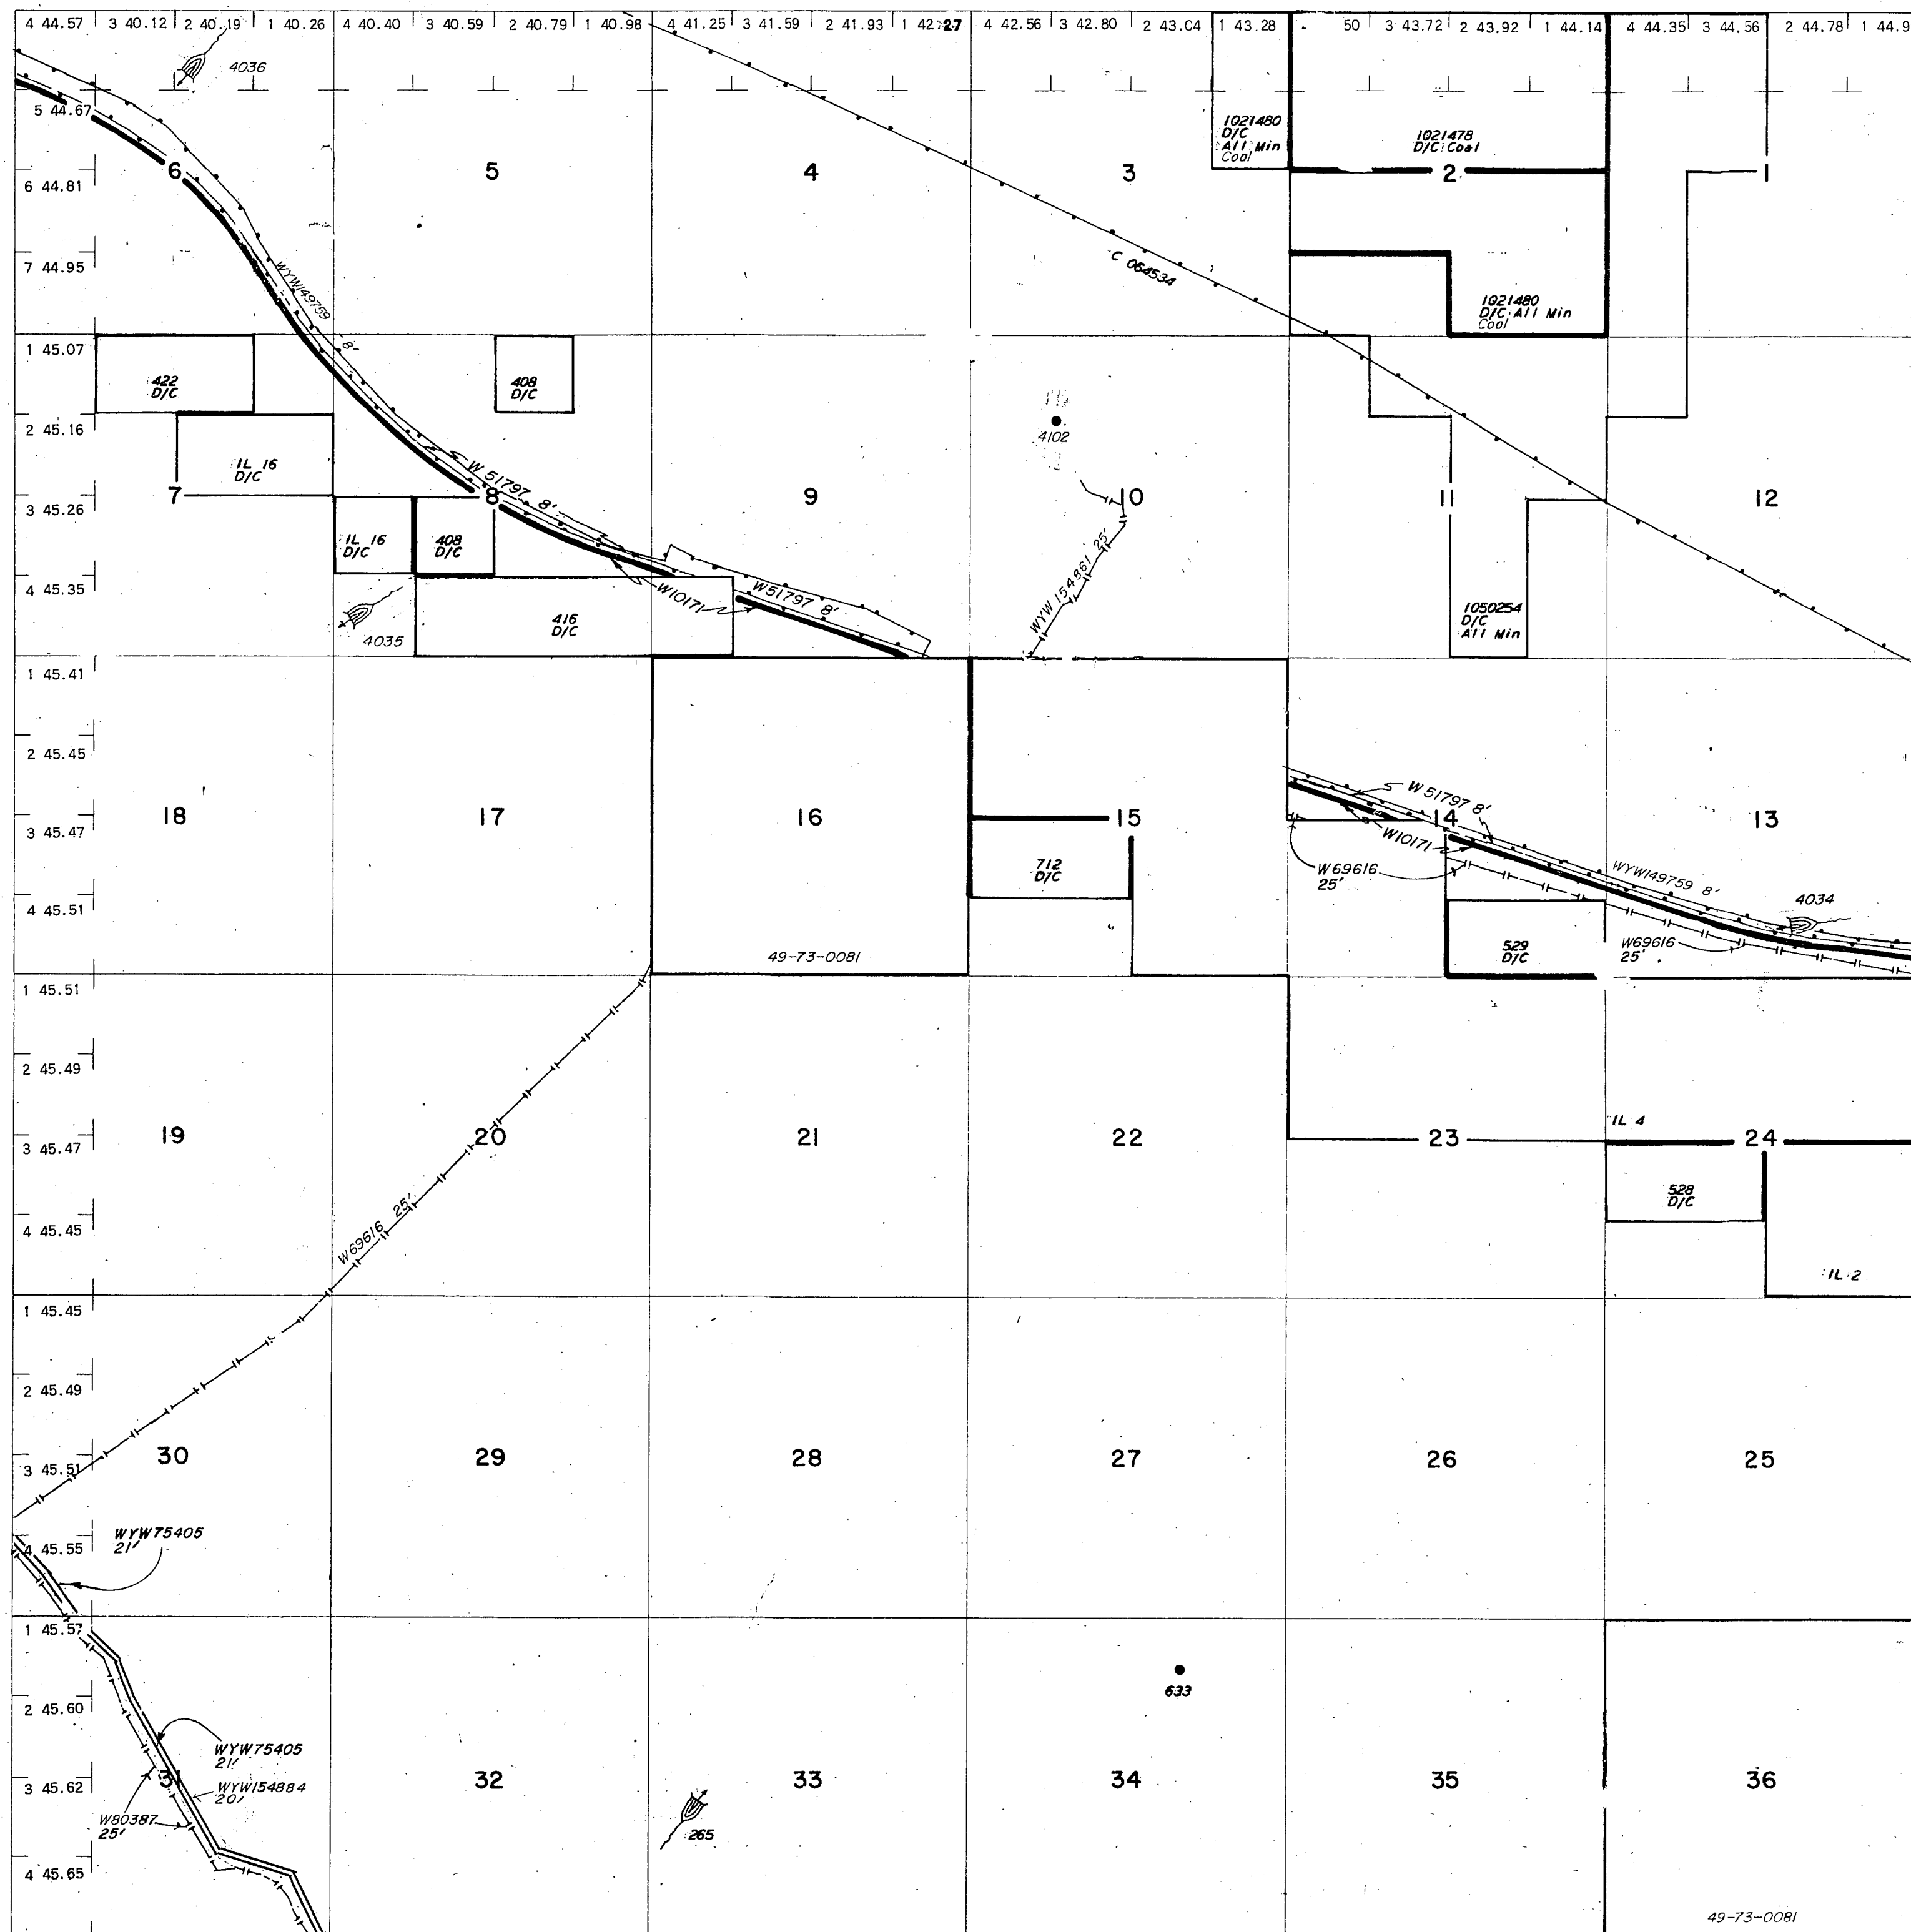 4 44.57 3 40.12 2 40.19 1 40.26 4 40.40 3 40.59 2 40.79 1 40.98 4 41.25 3 41.59 2 41.93 1 42.27 4 42.56 3 42.80 2 43.04 1 43.28 50 3 43.72 2 43.92 1 44.14 4 44.35 3 44.56 2 44.78 1 44.9
4036
5 44.67
1021480
D/C
All Min
Coal
1021478
D/C Coal
6 5 4 3 2 1
6 44.81
7 44.95
WYW149759
8'
C 064534
1021480
D/C All Min
Coal
1 45.07
422
D/C
408
D/C
4102
2 45.16
IL 16
D/C
W 51797 8'
7 8 9 10 11 12
3 45.26
IL 16
D/C
408
D/C
WYW 154861 25'
4 45.35
W10171
W51797 8'
416
D/C
4035
1050254
D/C
All Min
1 45.41
2 45.45
18 17 16 15 14 13
W 51797 8'
3 45.47
W10171
712
D/C
W69616
25'
WYW149759 8'
4034
4 45.51
49-73-0081
529
D/C
W69616
25'
1 45.51
2 45.49
IL 4
19 20 21 22 23 24
3 45.47
528
D/C
4 45.45
W69616 25'
IL 2
1 45.45
2 45.49
30 29 28 27 26 25
3 45.51
WYW75405
21'
4 45.55
1 45.57
633
2 45.60
WYW75405
21'
31 32 33 34 35 36
3 45.62
WYW154884
20'
W80387
25'
265
4 45.65
49-73-0081